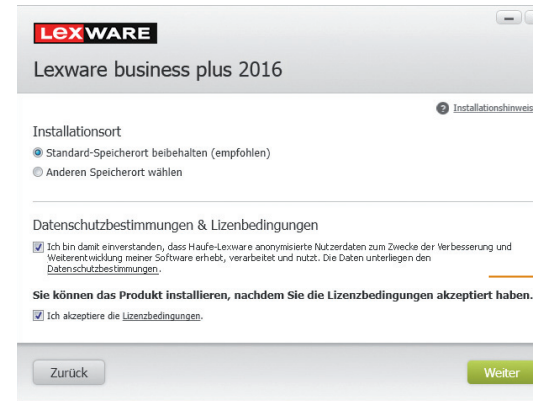 LEXWARE
Lexware business plus 2016
? Installationshinweis
Installationsort
Standard-Speicherort beibehalten (empfohlen)
Anderen Speicherort wählen
Datenschutzbestimmungen & Lizenbedingungen
Ich bin damit einverstanden, dass Haufe-Lexware anonymisierte Nutzerdaten zum Zwecke der Verbesserung und
Weiterentwicklung meiner Software erhebt, verarbeitet und nutzt. Die Daten unterliegen den
Datenschutzbestimmungen.
Sie können das Produkt installieren, nachdem Sie die Lizenzbedingungen akzeptiert haben.
Ich akzeptiere die Lizenzbedingungen.
Zurück
Weiter